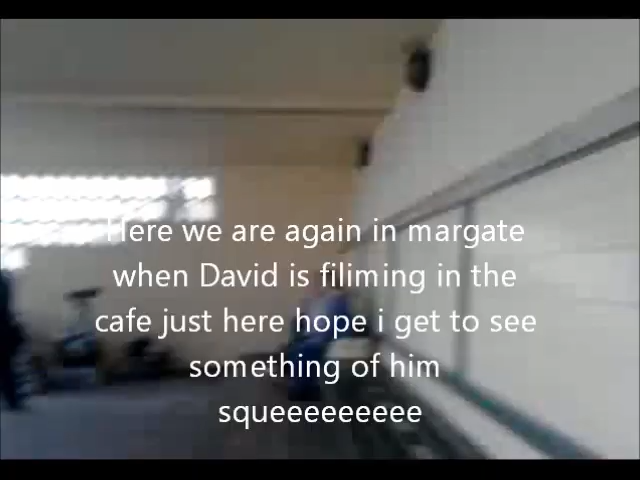 Here we are again in margate
when David is filiming in the
cafe just here hope i get to see
something of him
squeeeeeeeee